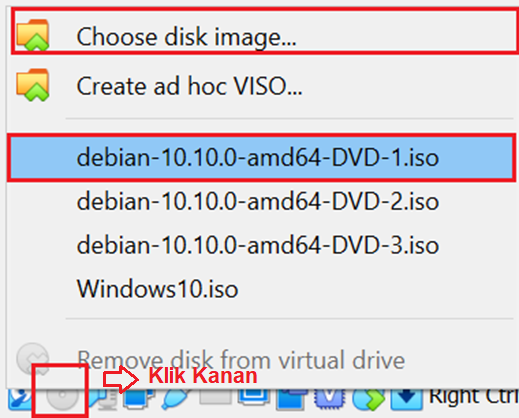 Choose disk image...
Create ad hoc VISO...
debian-10.10.0-amd64-DVD-1.iso
debian-10.10.0-amd64-DVD-2.iso
debian-10.10.0-amd64-DVD-3.iso
Windows10.iso
Remove disk from virtual drive
Klik Kanan
Right Ctrl